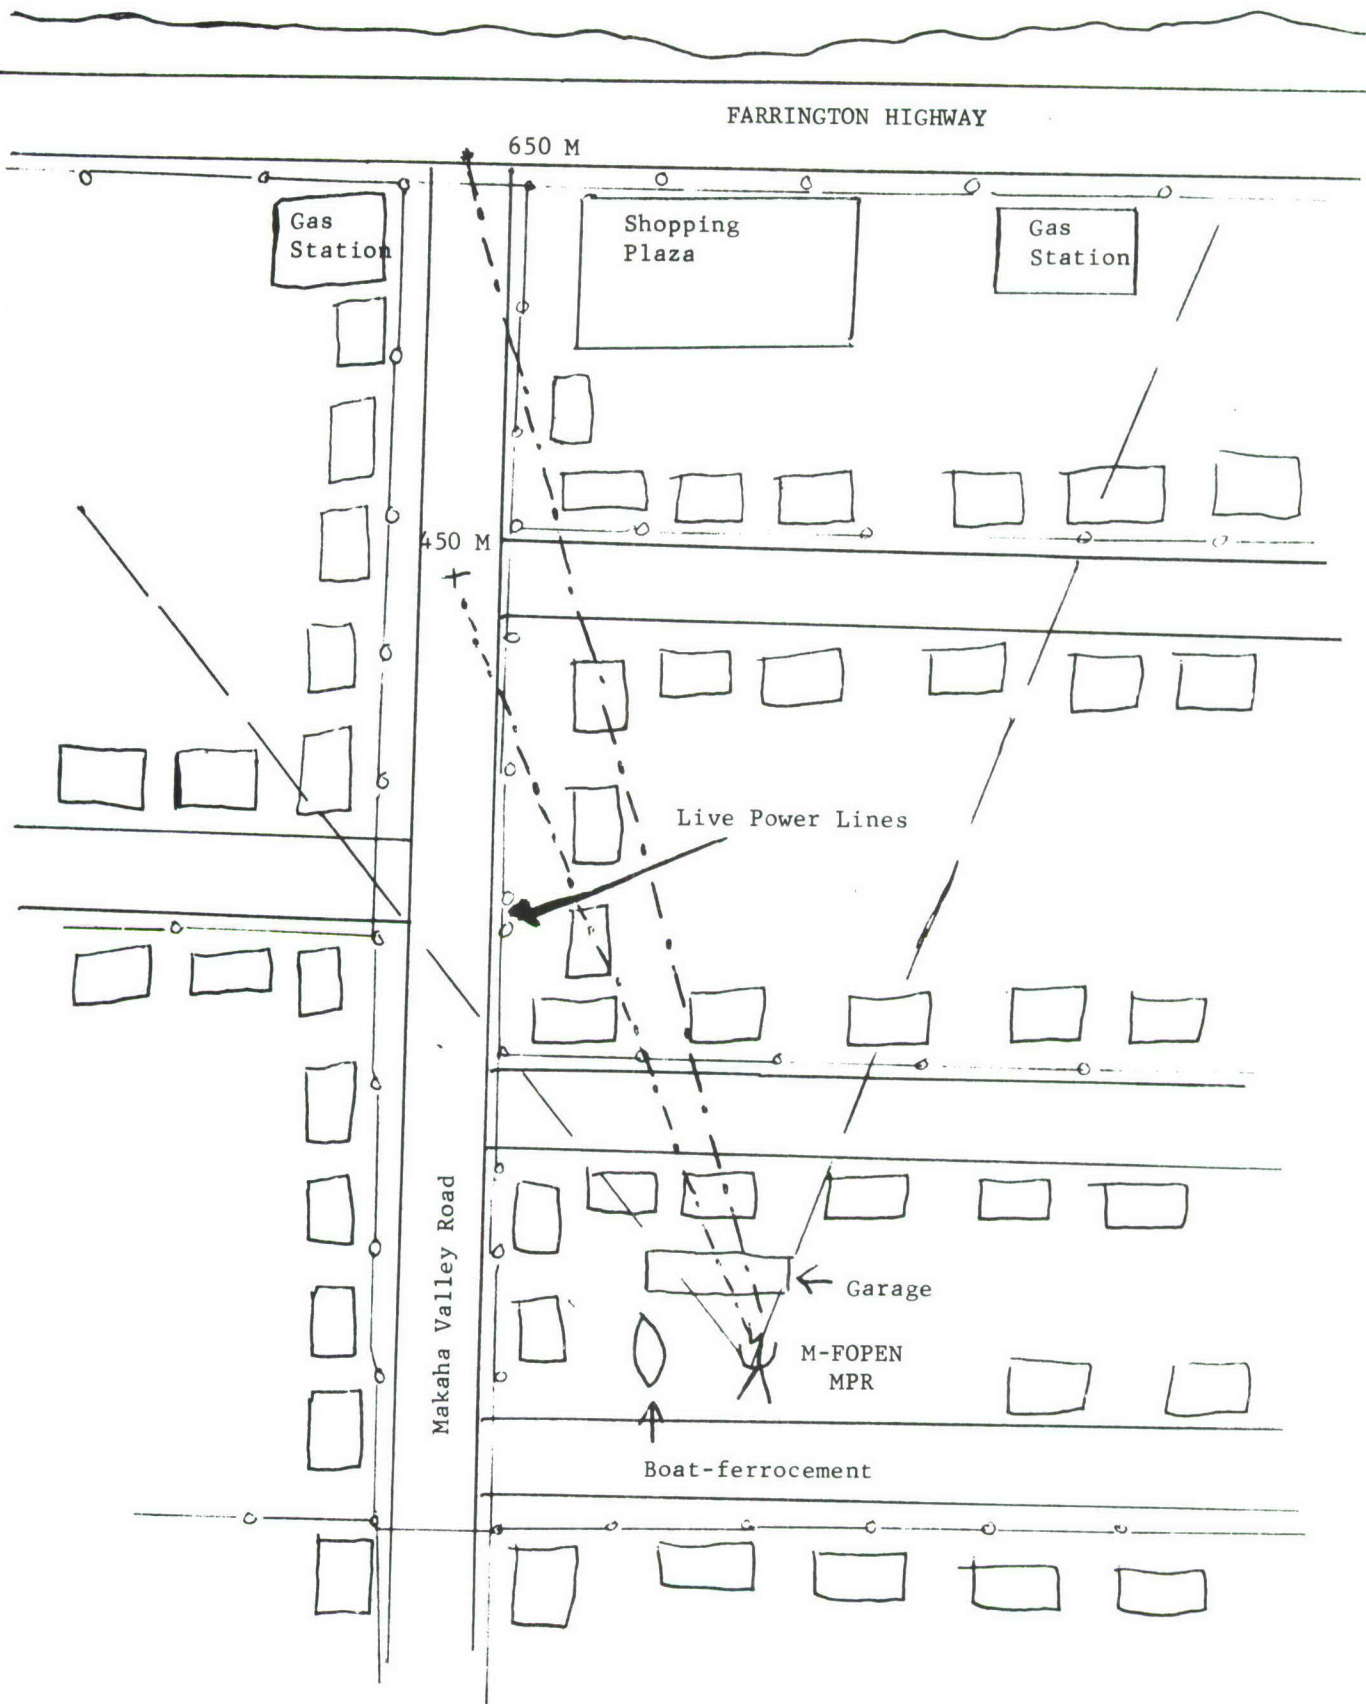 FARRINGTON HIGHWAY
650 M
Gas
Station
Shopping
Plaza
Gas
Station
450 M
Live Power Lines
Makaha Valley Road
Garage
M-FOPEN
MPR
Boat-ferrocement